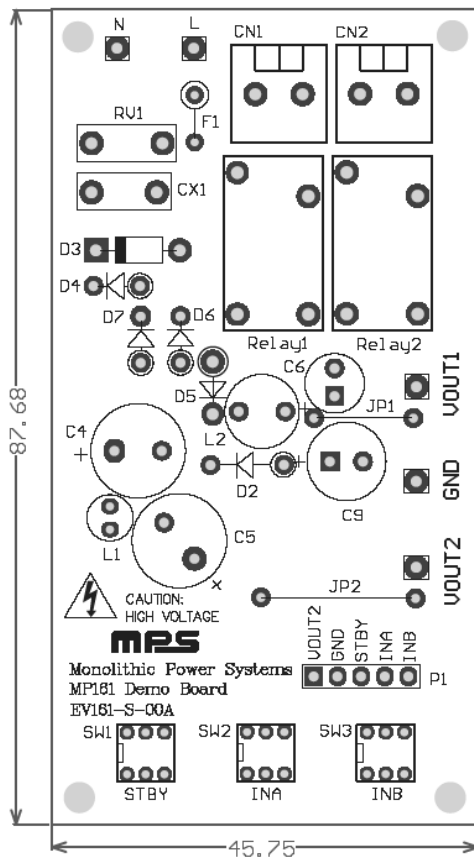 N L CN1 CN2
F1
RV1
CX1
D3
D4
D7 D6
Relay1 Relay2
C6
VOUT1
D5
JP1
L2
C4
+
+
+
D2
GND
C9
C5
L1
VOUT2
JP2
CAUTION:
HIGH VOLTAGE
mps
VOUT2 GND STBY INA INB
P1
Monolithic Power Systems
MP161 Demo Board
EV161-S-00A
SW1 SW2 SW3
STBY INA INB
87.68
45.75